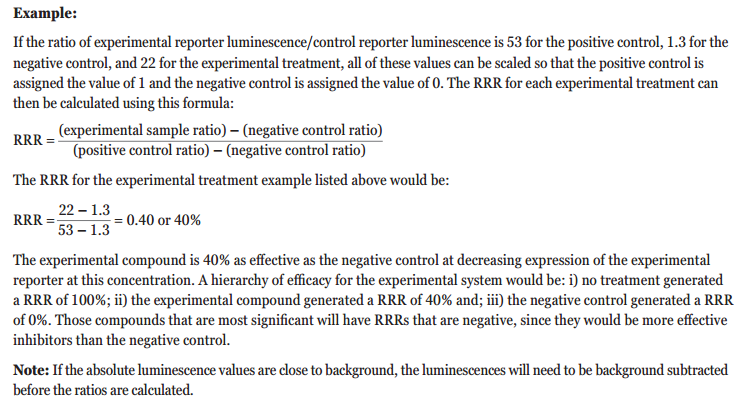 Example:
If the ratio of experimental reporter luminescence/control reporter luminescence is 53 for the positive control, 1.3 for the
negative control, and 22 for the experimental treatment, all of these values can be scaled so that the positive control is
assigned the value of 1 and the negative control is assigned the value of 0. The RRR for each experimental treatment can
then be calculated using this formula:
RRR = (experimental sample ratio) – (negative control ratio)
(positive control ratio) – (negative control ratio)
The RRR for the experimental treatment example listed above would be:
RRR = 22 – 1.3 = 0.40 or 40%
53 – 1.3
The experimental compound is 40% as effective as the negative control at decreasing expression of the experimental
reporter at this concentration. A hierarchy of efficacy for the experimental system would be: i) no treatment generated
a RRR of 100%; ii) the experimental compound generated a RRR of 40% and; iii) the negative control generated a RRR
of 0%. Those compounds that are most significant will have RRRs that are negative, since they would be more effective
inhibitors than the negative control.
Note: If the absolute luminescence values are close to background, the luminescences will need to be background subtracted
before the ratios are calculated.